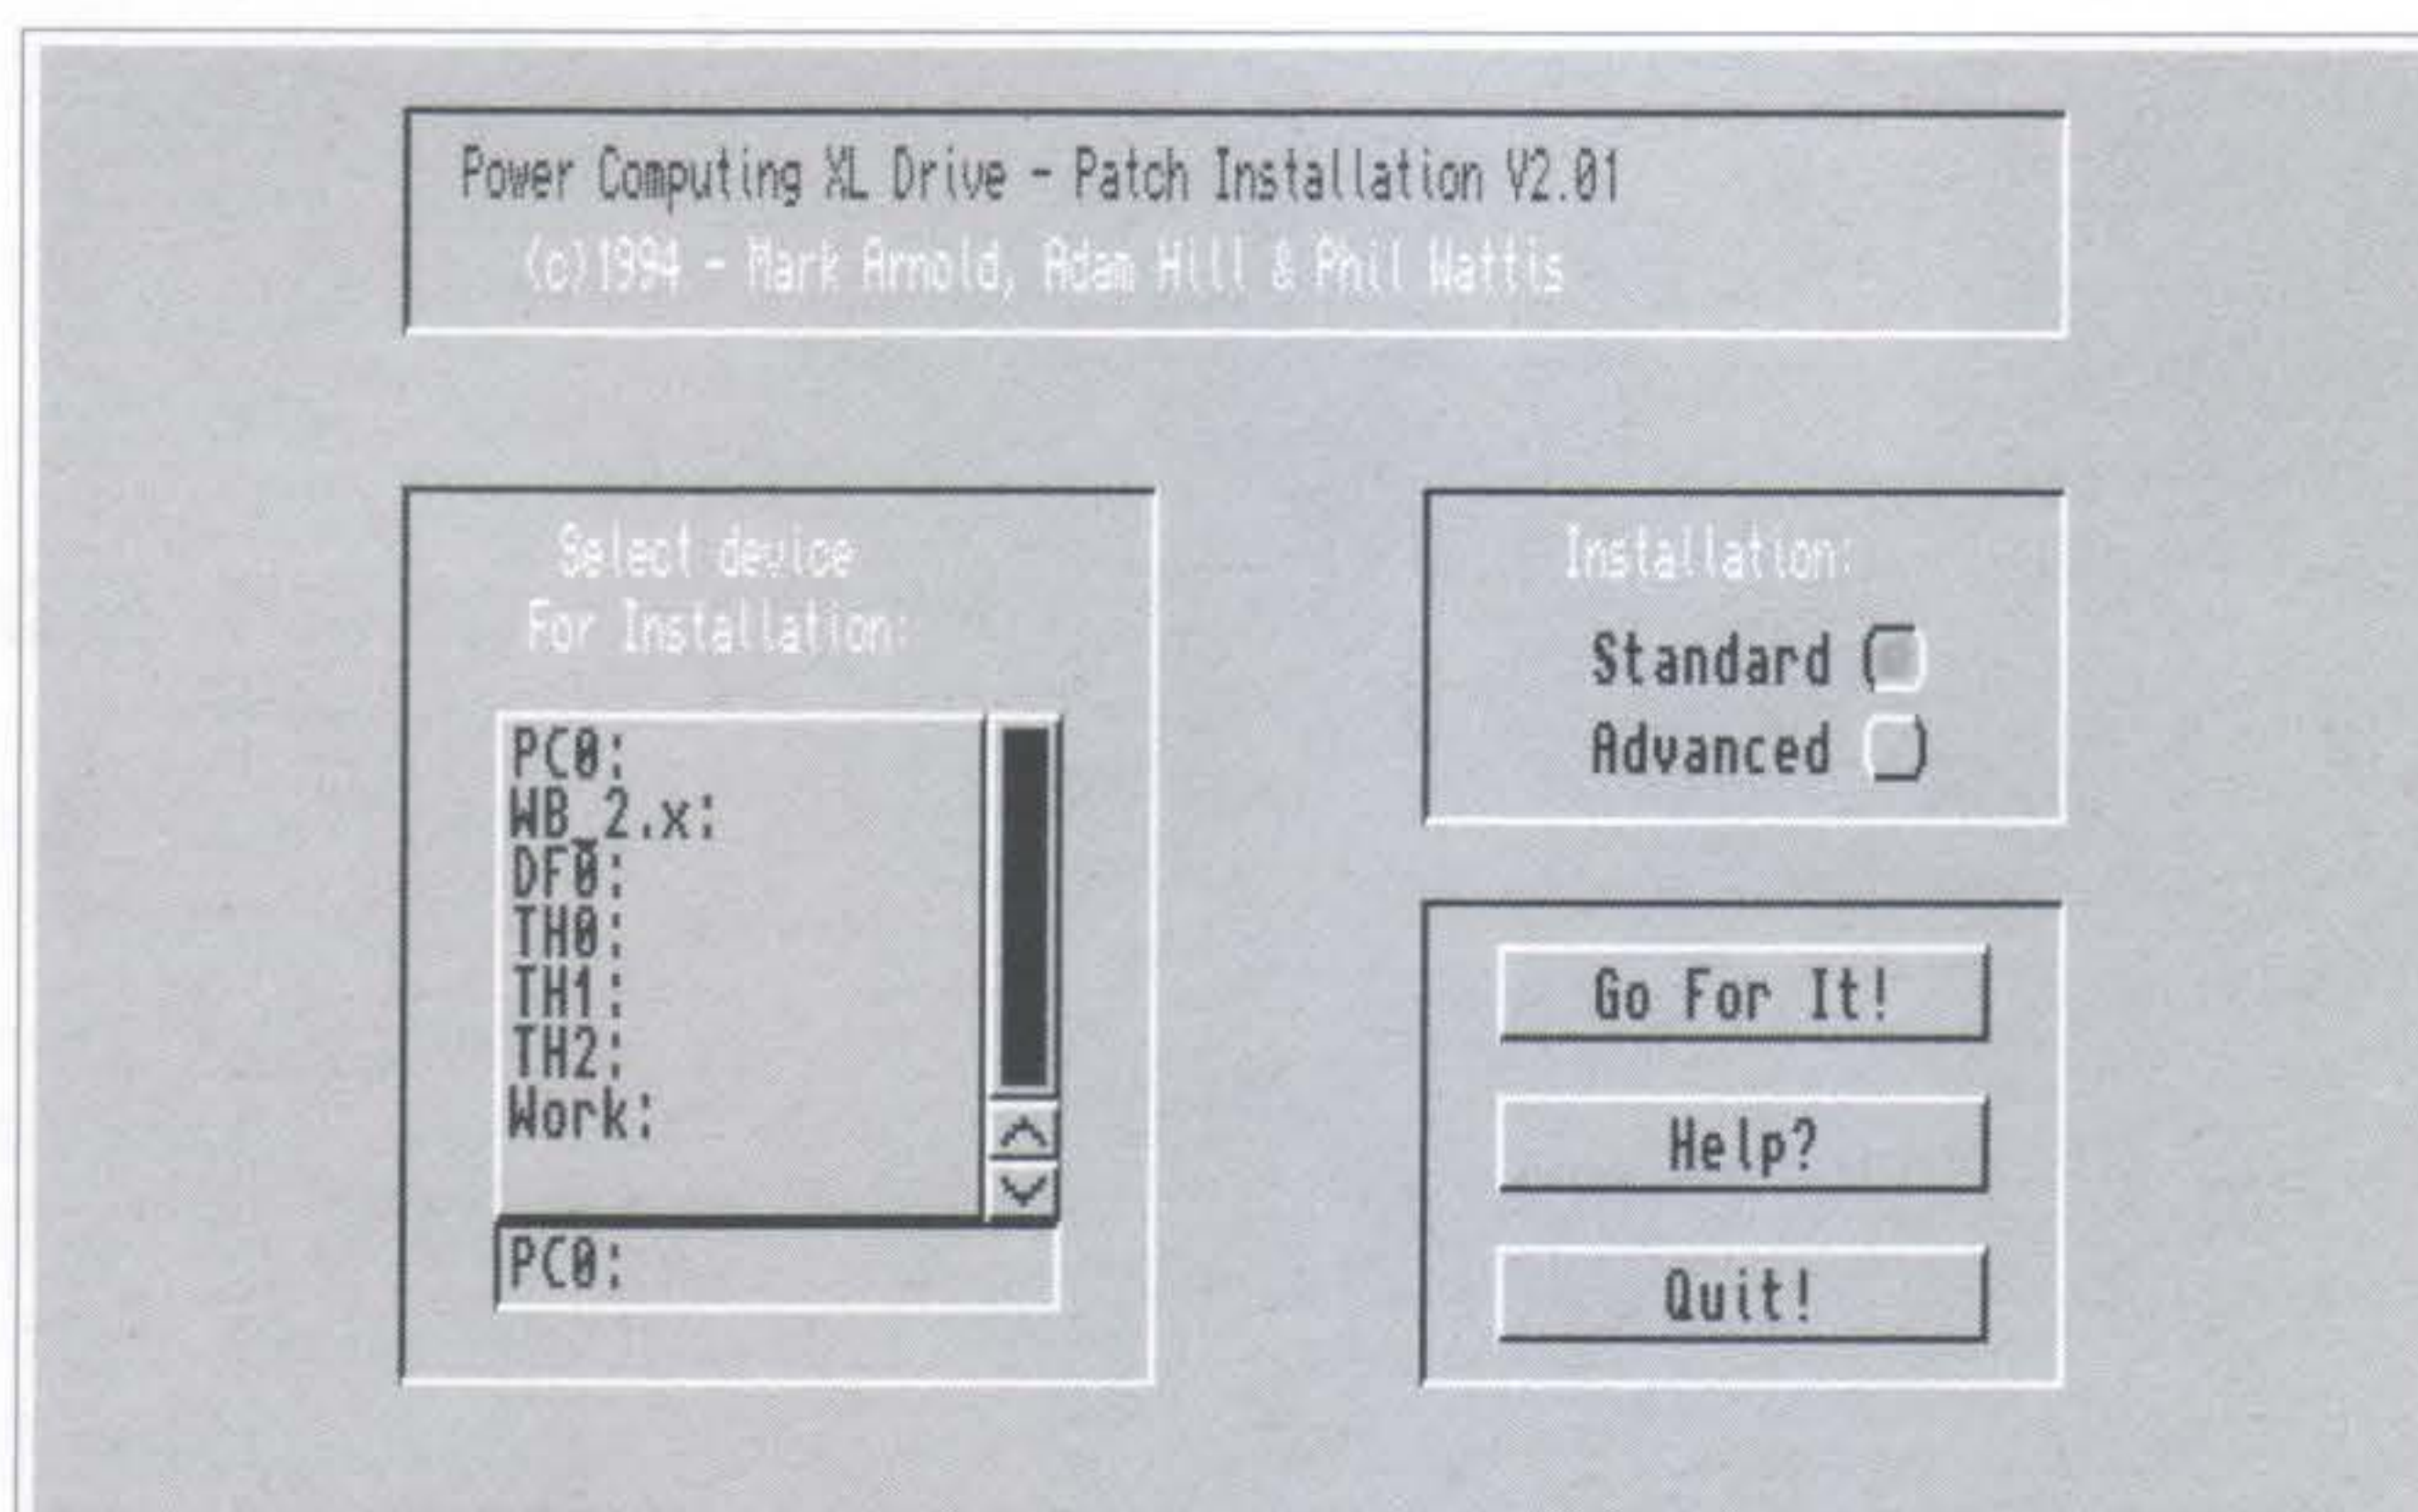 Power Computing XL Drive - Patch Installation V2.01
(c)1994 - Mark Arnold, Adam Hill & Phil Wattis
Select device
For Installation:
PC0:
WB_2.x:
DF0:
TH0:
TH1:
TH2:
Work:
PC0:
Installation:
Standard
Advanced
Go For It!
Help?
Quit!